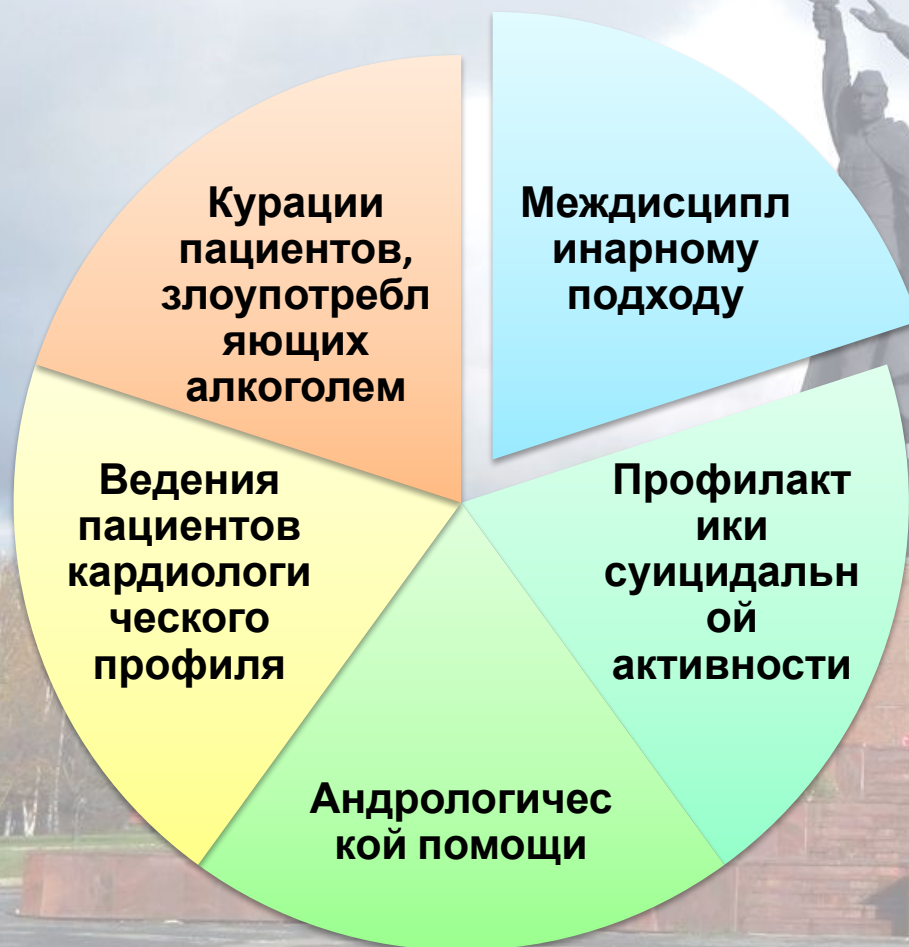 Курации
пациентов,
злоупотребл
яющих
алкоголем
Междисципл
инарному
подходу
Ведения
пациентов
кардиологи
ческого
профиля
Профилакт
ики
суицидальн
ой
активности
Андрологичес
кой помощи